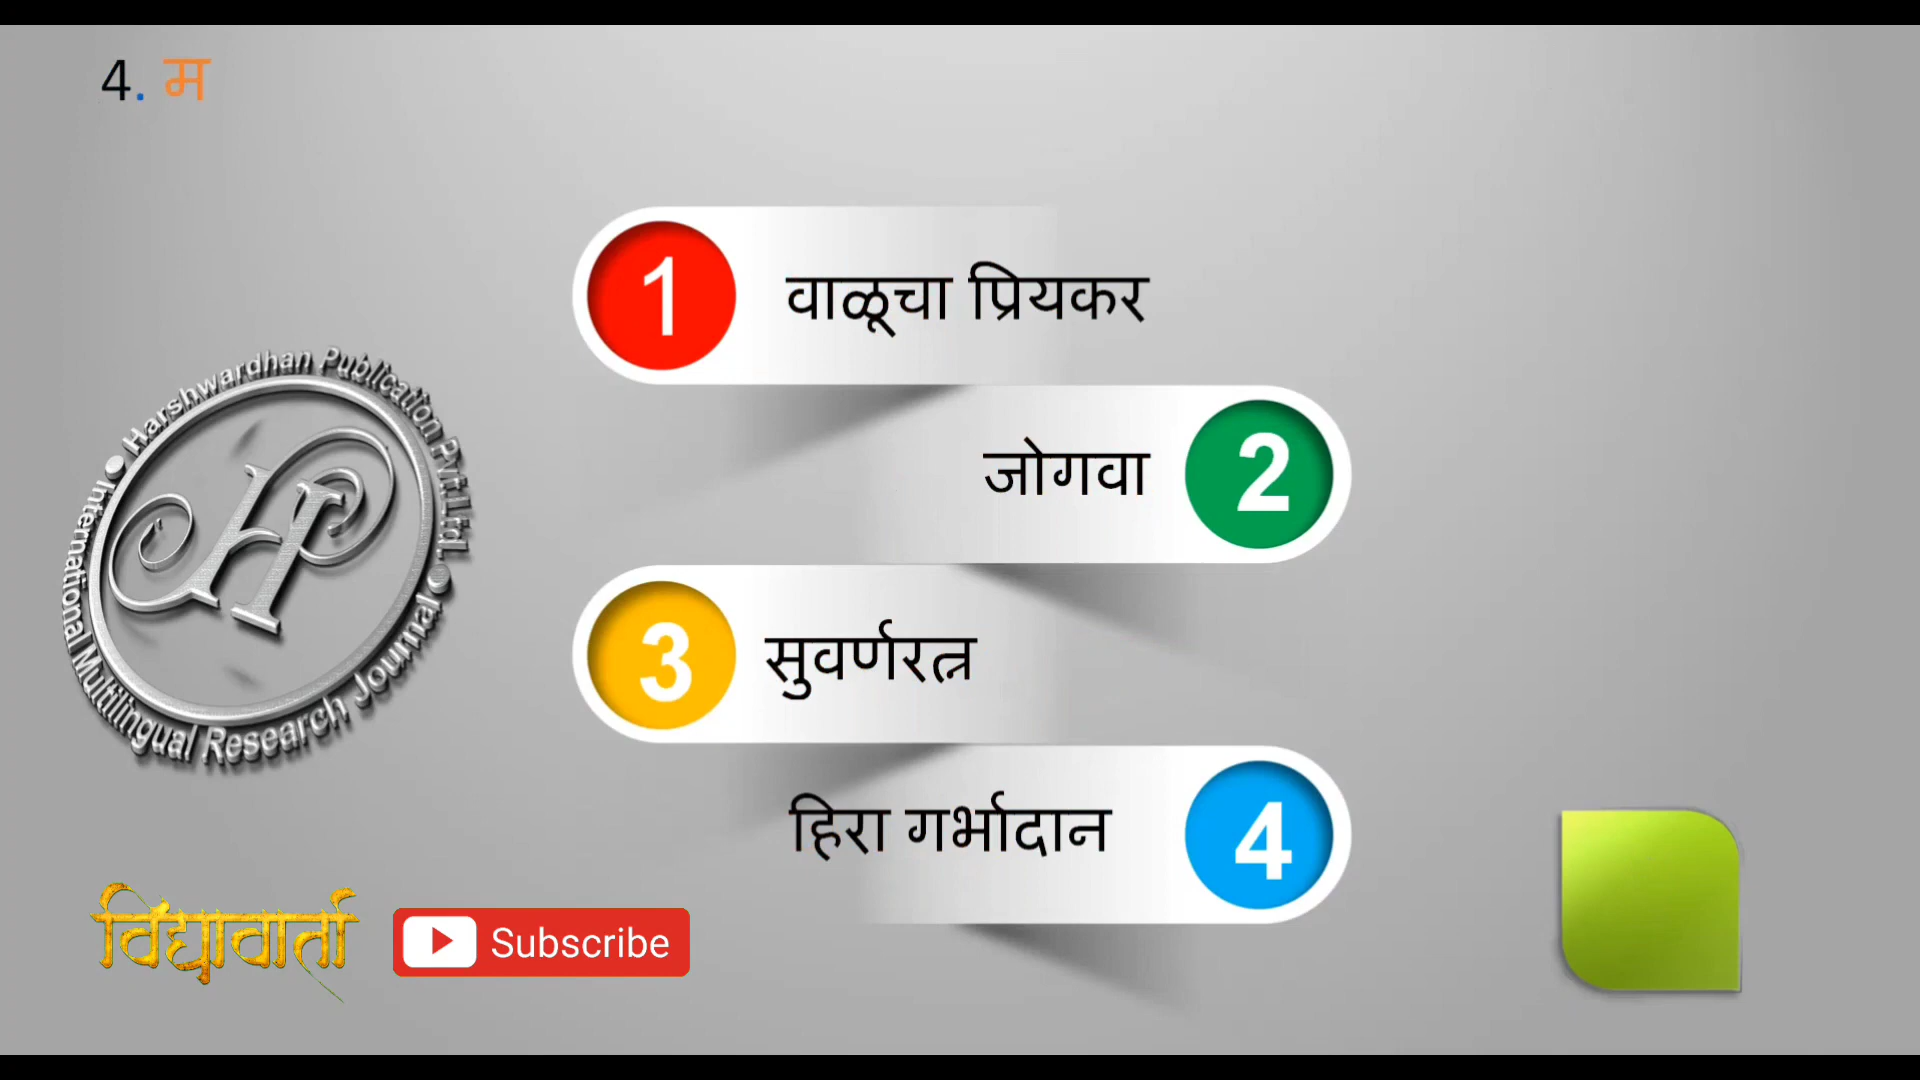 4. म
1 वाळूचा प्रियकर
जोगवा 2
3 सुवर्णरत्न
हिरा गर्भादान 4
Harshwardhan Publication Pvt.Ltd.
International Multilingual Research Journal
HP
विद्यावार्ता
Subscribe